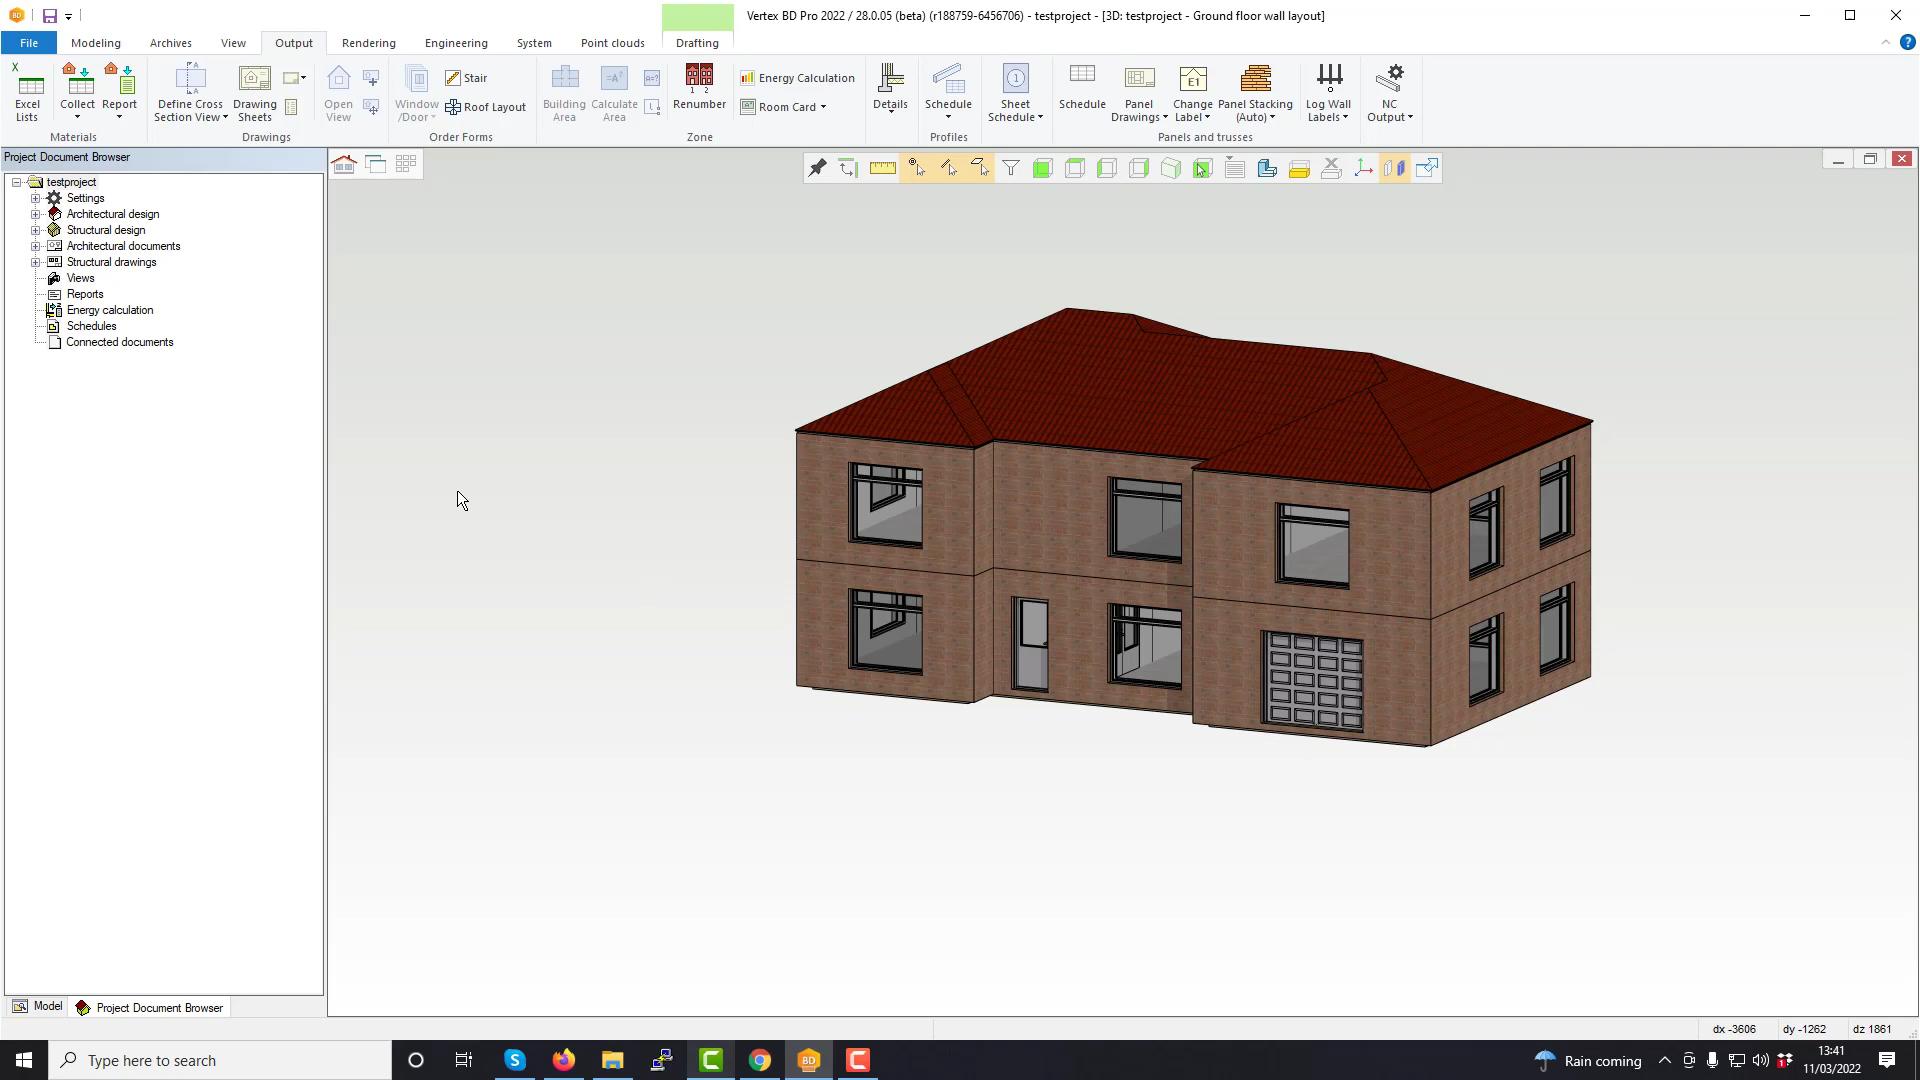 Vertex BD Pro 2022 / 28.0.05 (beta) (r188759-6456706) - testproject - [3D: testproject - Ground floor wall layout]
File Modeling Archives View Output Rendering Engineering System Point clouds Drafting
Excel Lists
Collect
Report
Materials
Define Cross Section View
Drawing Sheets
Drawings
Open View
Window /Door
Stair
Roof Layout
Order Forms
Building Area
Calculate Area
Renumber
Energy Calculation
Room Card
Zone
Details
Schedule
Profiles
Sheet Schedule
Schedule
Panel Drawings
Change Label
Panel Stacking (Auto)
Log Wall Labels
Panels and trusses
NC Output
Project Document Browser
testproject
Settings
Architectural design
Structural design
Architectural documents
Structural drawings
Views
Reports
Energy calculation
Schedules
Connected documents
Model Project Document Browser
dx -3606 dy -1262 dz 1861
Type here to search
Rain coming
13:41
11/03/2022